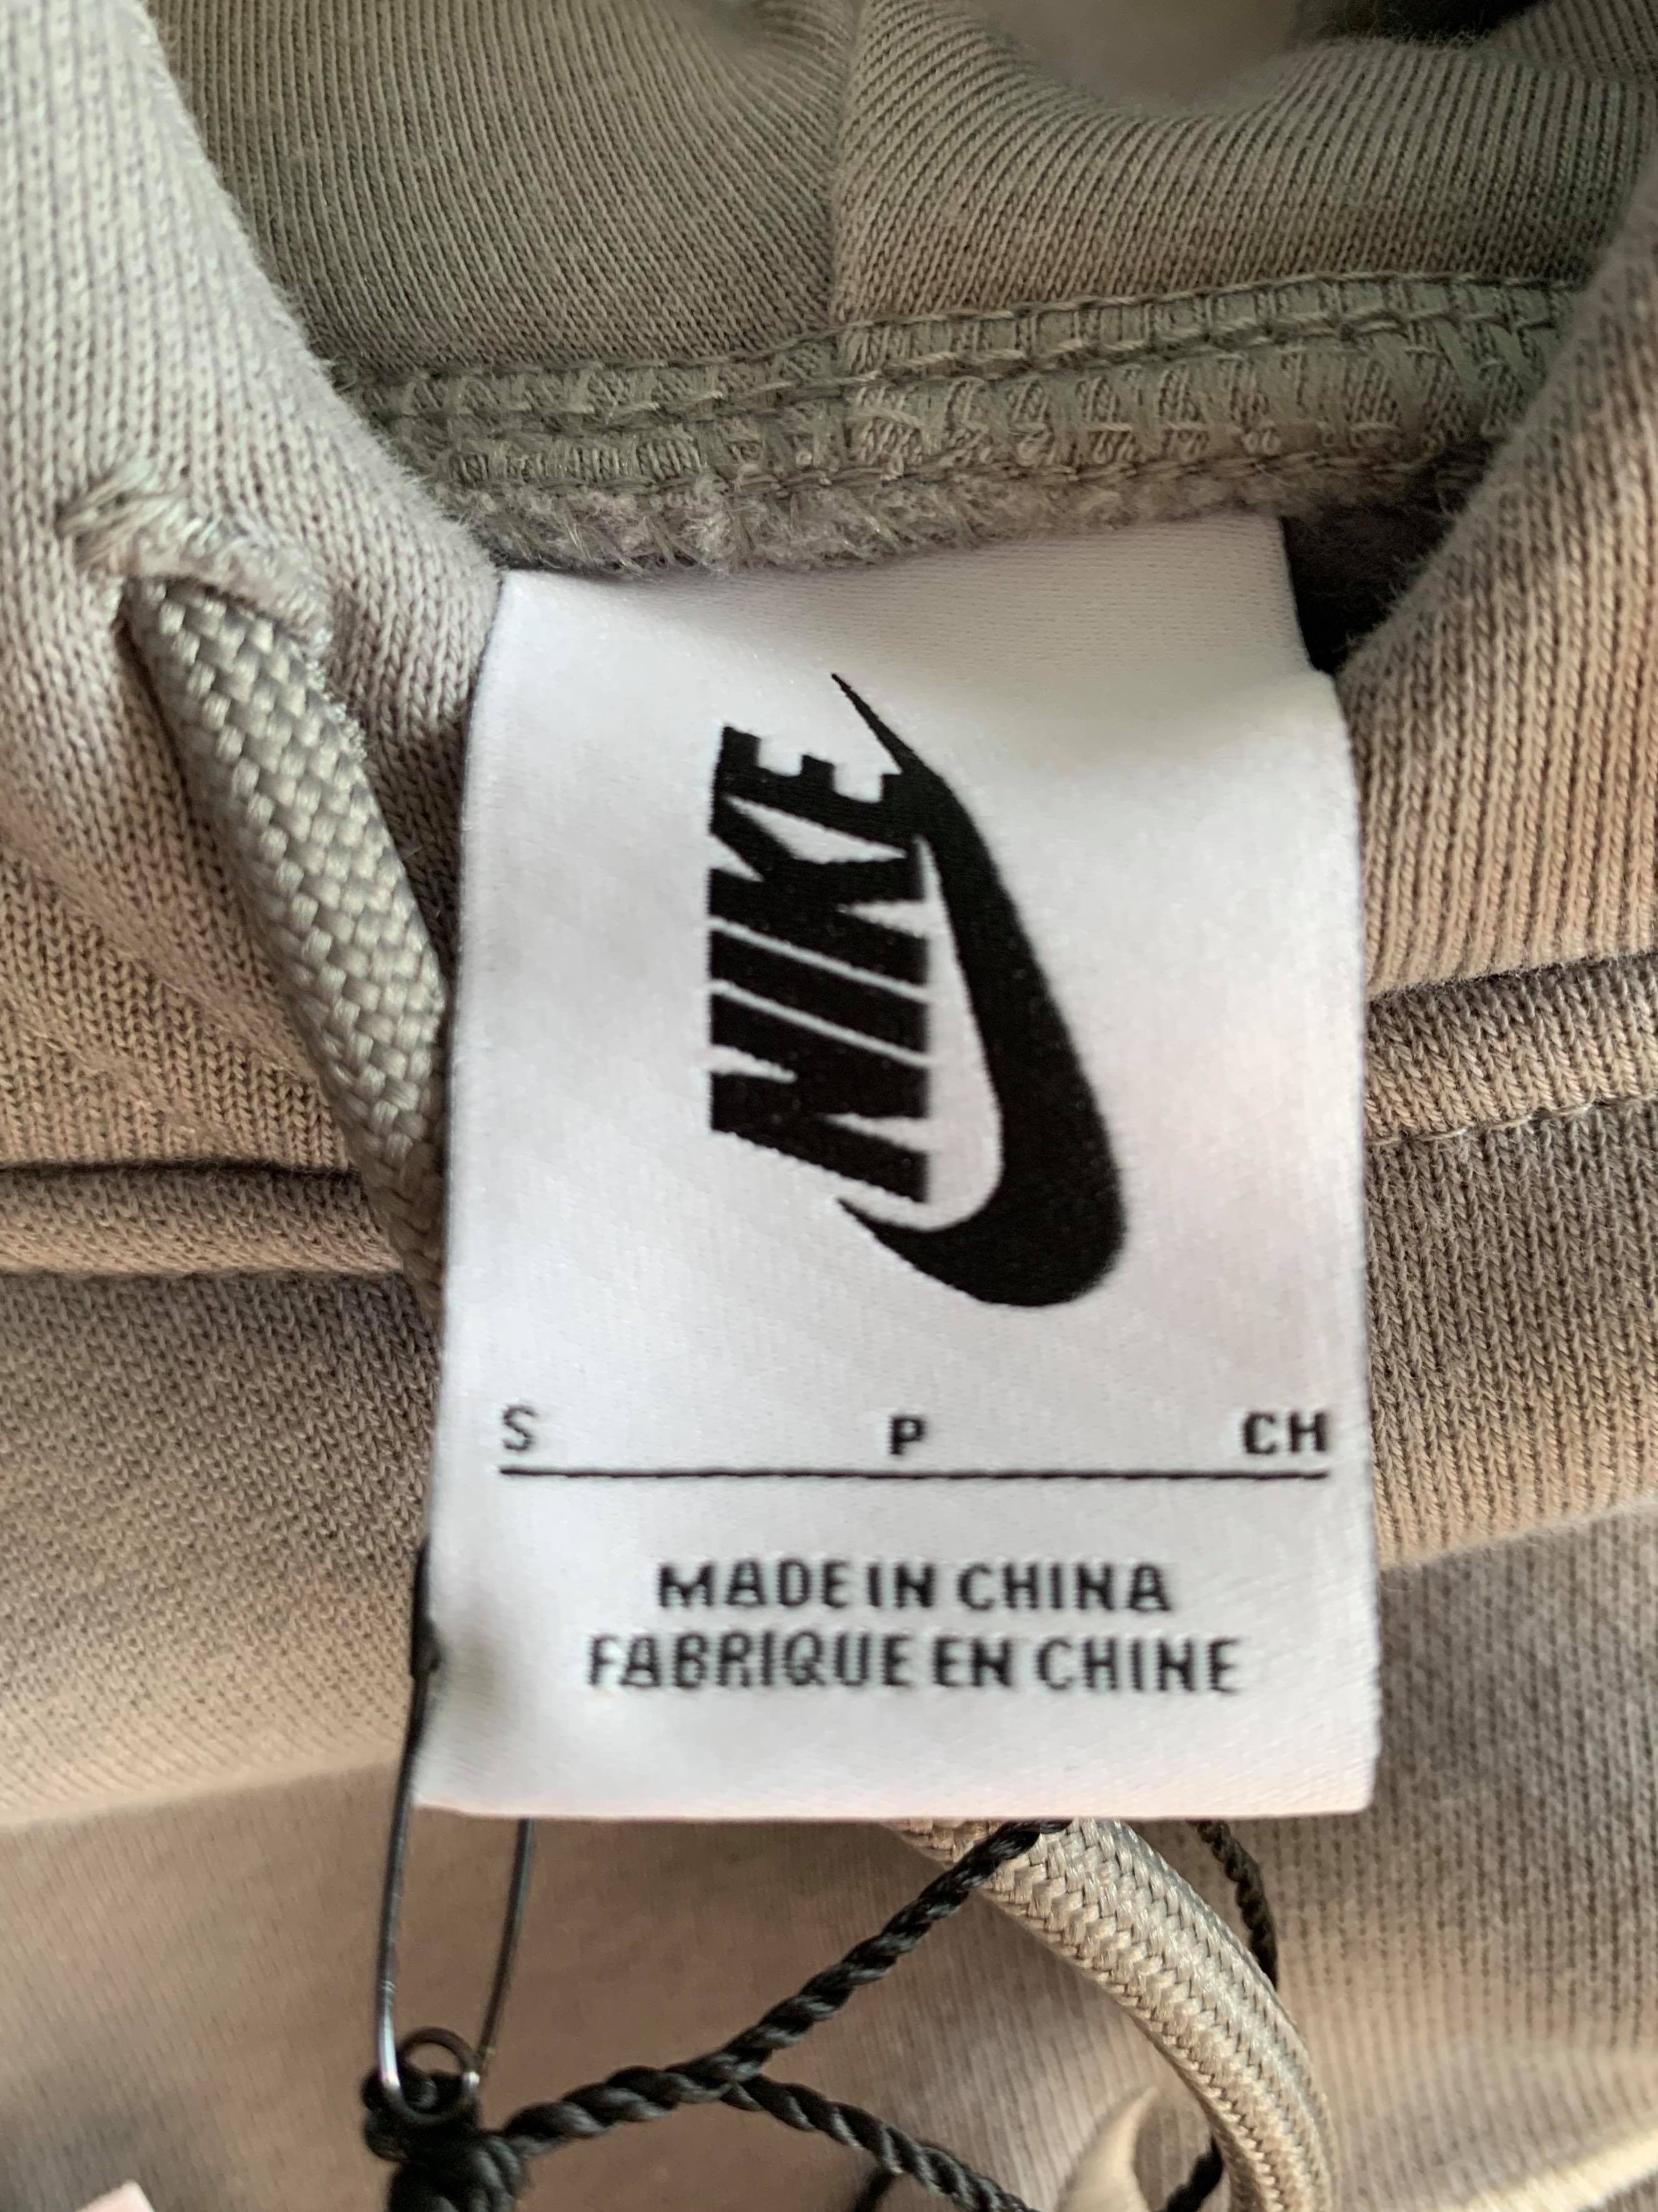 NIKE
S P CH
MADE IN CHINA
FABRIQUE EN CHINE